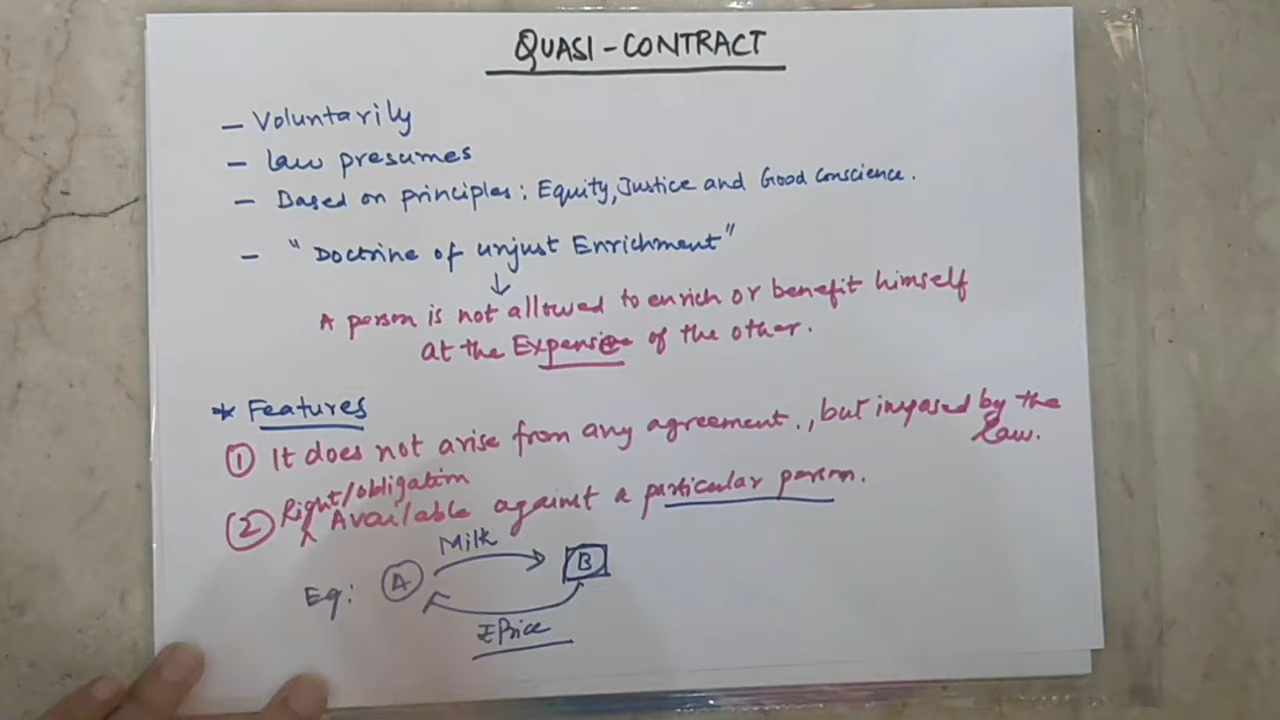 QUASI-CONTRACT
– Voluntarily
– Law presumes
– Based on principles: Equity, Justice and Good Conscience.
– "Doctrine of unjust Enrichment"
↓
A person is not allowed to enrich or benefit himself
at the Expense of the other.
* Features
① It does not arise from any agreement., but imposed by the
Law.
Right/obligation
② ^ Available against a particular person.
Milk
Eg: A B
₹ Price